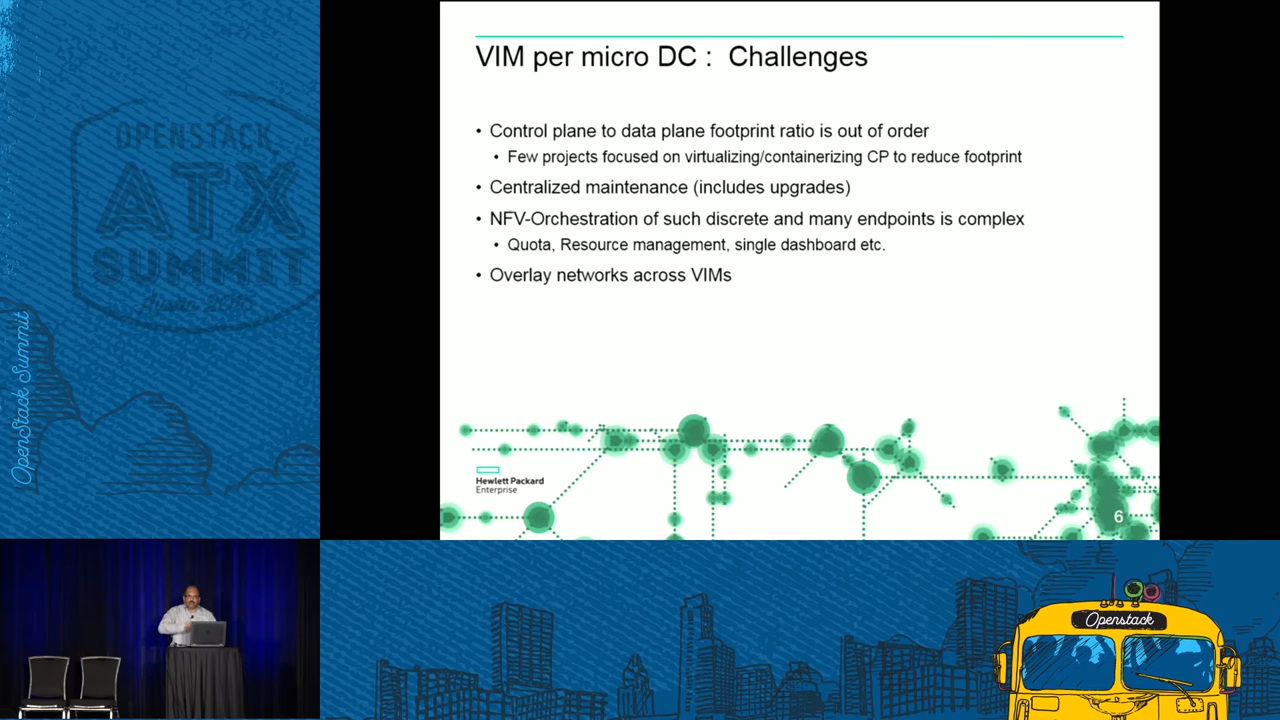 VIM per micro DC : Challenges
• Control plane to data plane footprint ratio is out of order
• Few projects focused on virtualizing/containerizing CP to reduce footprint
• Centralized maintenance (includes upgrades)
• NFV-Orchestration of such discrete and many endpoints is complex
• Quota, Resource management, single dashboard etc.
• Overlay networks across VIMs
Hewlett Packard
Enterprise
6
OPENSTACK
ATX
SUMMIT
Austin 2016
OpenStack Summit
Openstack